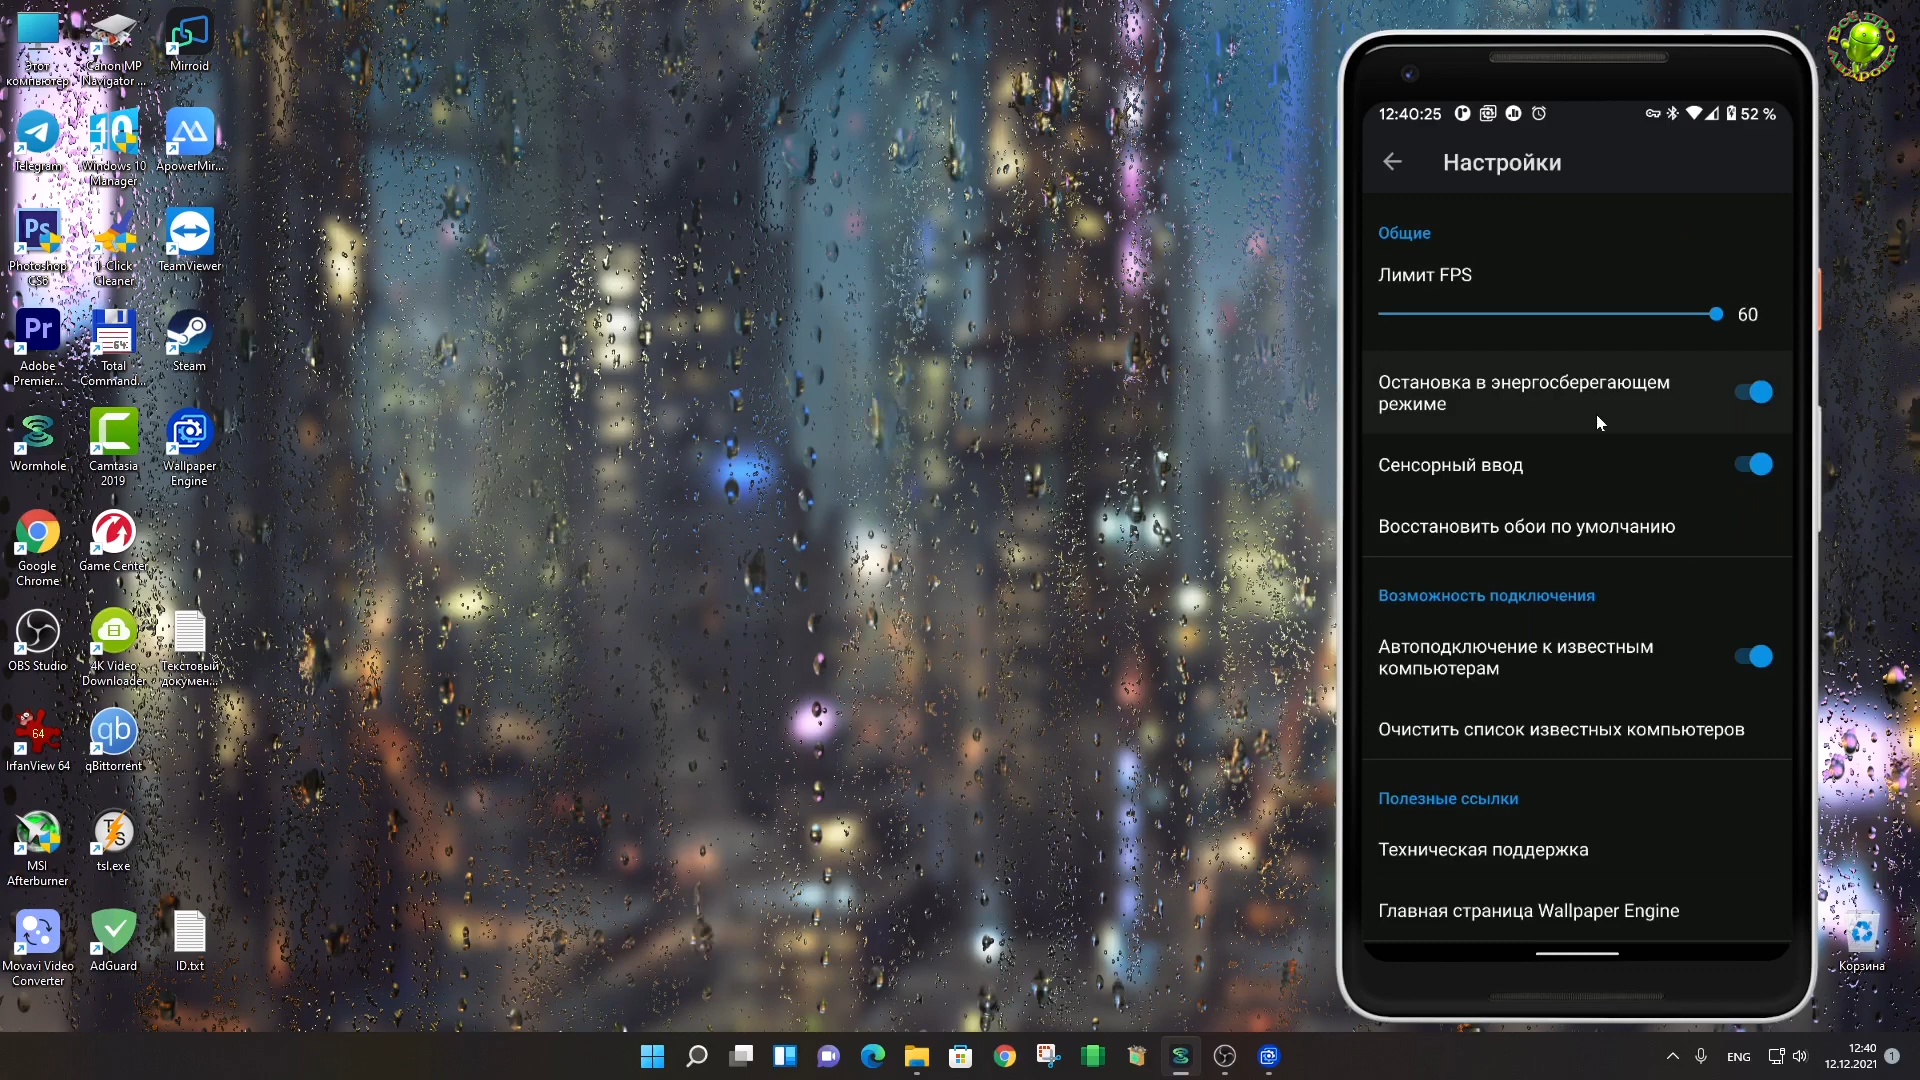 Этот
компьютер
Canon MP
Navigator ...
Mirroid
Telegram
Windows 10
Manager
ApowerMir...
Photoshop
CS6
1-Click
Cleaner
TeamViewer
Adobe
Premier...
Total
Command...
Steam
Wormhole
Camtasia
2019
Wallpaper
Engine
Google
Chrome
Game Center
OBS Studio
4K Video
Downloader
Текстовый
докумен...
IrfanView 64
qBittorrent
MSI
Afterburner
tsl.exe
Movavi Video
Converter
AdGuard
ID.txt
12:40:25
52 %
Настройки
Общие
Лимит FPS
60
Остановка в энергосберегающем
режиме
Сенсорный ввод
Восстановить обои по умолчанию
Возможность подключения
Автоподключение к известным
компьютерам
Очистить список известных компьютеров
Полезные ссылки
Техническая поддержка
Главная страница Wallpaper Engine
Всё про
Андроид
Корзина
ENG
12:40
12.12.2021
1